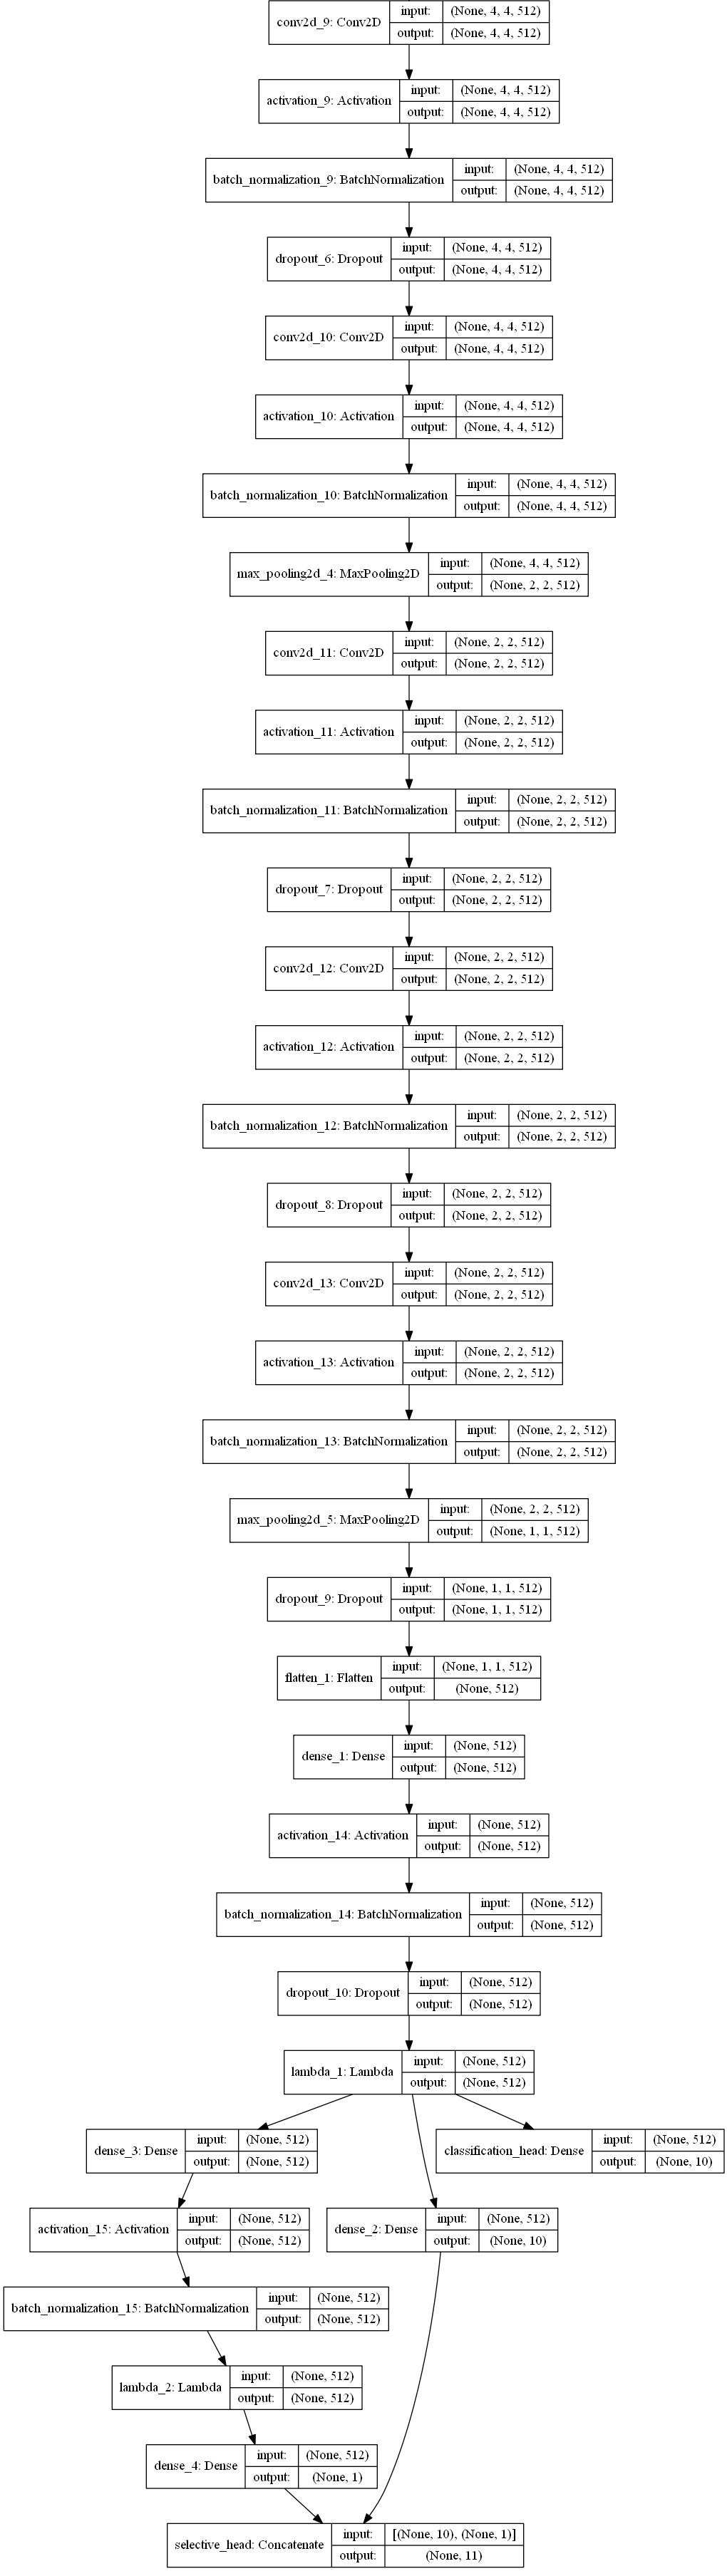 conv2d_9: Conv2D
input: (None, 4, 4, 512)
output: (None, 4, 4, 512)
activation_9: Activation
input: (None, 4, 4, 512)
output: (None, 4, 4, 512)
batch_normalization_9: BatchNormalization
input: (None, 4, 4, 512)
output: (None, 4, 4, 512)
dropout_6: Dropout
input: (None, 4, 4, 512)
output: (None, 4, 4, 512)
conv2d_10: Conv2D
input: (None, 4, 4, 512)
output: (None, 4, 4, 512)
activation_10: Activation
input: (None, 4, 4, 512)
output: (None, 4, 4, 512)
batch_normalization_10: BatchNormalization
input: (None, 4, 4, 512)
output: (None, 4, 4, 512)
max_pooling2d_4: MaxPooling2D
input: (None, 4, 4, 512)
output: (None, 2, 2, 512)
conv2d_11: Conv2D
input: (None, 2, 2, 512)
output: (None, 2, 2, 512)
activation_11: Activation
input: (None, 2, 2, 512)
output: (None, 2, 2, 512)
batch_normalization_11: BatchNormalization
input: (None, 2, 2, 512)
output: (None, 2, 2, 512)
dropout_7: Dropout
input: (None, 2, 2, 512)
output: (None, 2, 2, 512)
conv2d_12: Conv2D
input: (None, 2, 2, 512)
output: (None, 2, 2, 512)
activation_12: Activation
input: (None, 2, 2, 512)
output: (None, 2, 2, 512)
batch_normalization_12: BatchNormalization
input: (None, 2, 2, 512)
output: (None, 2, 2, 512)
dropout_8: Dropout
input: (None, 2, 2, 512)
output: (None, 2, 2, 512)
conv2d_13: Conv2D
input: (None, 2, 2, 512)
output: (None, 2, 2, 512)
activation_13: Activation
input: (None, 2, 2, 512)
output: (None, 2, 2, 512)
batch_normalization_13: BatchNormalization
input: (None, 2, 2, 512)
output: (None, 2, 2, 512)
max_pooling2d_5: MaxPooling2D
input: (None, 2, 2, 512)
output: (None, 1, 1, 512)
dropout_9: Dropout
input: (None, 1, 1, 512)
output: (None, 1, 1, 512)
flatten_1: Flatten
input: (None, 1, 1, 512)
output: (None, 512)
dense_1: Dense
input: (None, 512)
output: (None, 512)
activation_14: Activation
input: (None, 512)
output: (None, 512)
batch_normalization_14: BatchNormalization
input: (None, 512)
output: (None, 512)
dropout_10: Dropout
input: (None, 512)
output: (None, 512)
lambda_1: Lambda
input: (None, 512)
output: (None, 512)
dense_3: Dense
input: (None, 512)
output: (None, 512)
classification_head: Dense
input: (None, 512)
output: (None, 10)
activation_15: Activation
input: (None, 512)
output: (None, 512)
dense_2: Dense
input: (None, 512)
output: (None, 10)
batch_normalization_15: BatchNormalization
input: (None, 512)
output: (None, 512)
lambda_2: Lambda
input: (None, 512)
output: (None, 512)
dense_4: Dense
input: (None, 512)
output: (None, 1)
selective_head: Concatenate
input: [(None, 10), (None, 1)]
output: (None, 11)